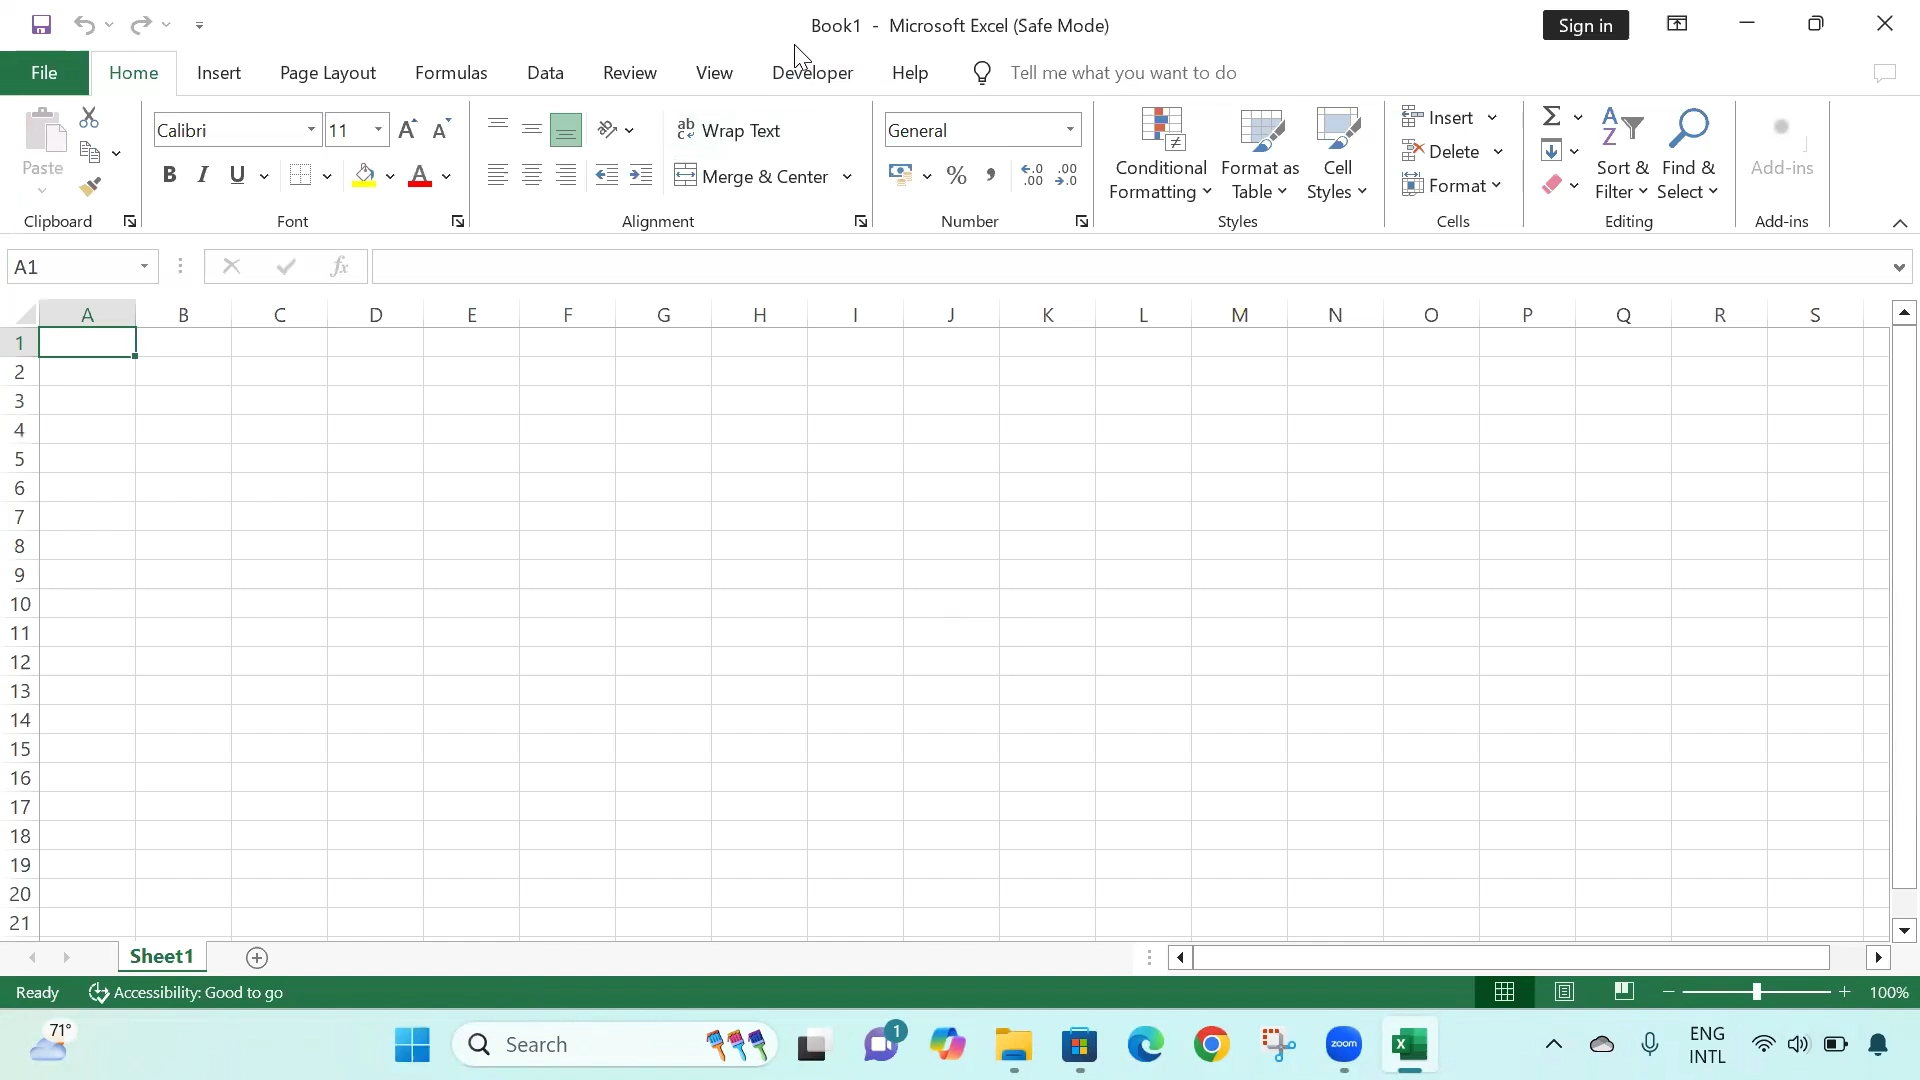 Book1 - Microsoft Excel (Safe Mode)
Sign in
File Home Insert Page Layout Formulas Data Review View Developer Help Tell me what you want to do
Paste
Clipboard
Calibri 11
B I U A
Font
ab Wrap Text
Merge & Center
Alignment
General
% ,
Number
Conditional Formatting
Format as Table
Cell Styles
Styles
Insert
Delete
Format
Cells
Sort & Filter
Find & Select
Editing
Add-ins
Add-ins
A1 fx
A B C D E F G H I J K L M N O P Q R S
1
2
3
4
5
6
7
8
9
10
11
12
13
14
15
16
17
18
19
20
21
Sheet1
Ready Accessibility: Good to go 100%
71° Search 1 zoom ENG
INTL